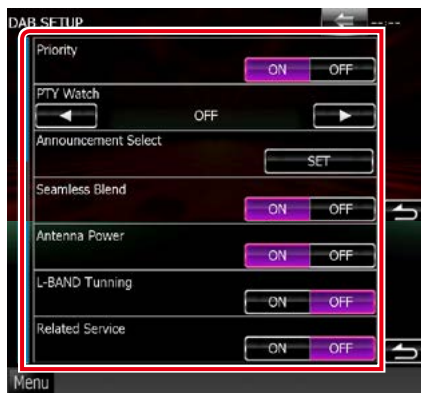 DAB SETUP --:--
Priority
ON OFF
PTY Watch
◄ OFF ►
Announcement Select
SET
Seamless Blend
ON OFF
Antenna Power
ON OFF
L-BAND Tunning
ON OFF
Related Service
ON OFF
Menu